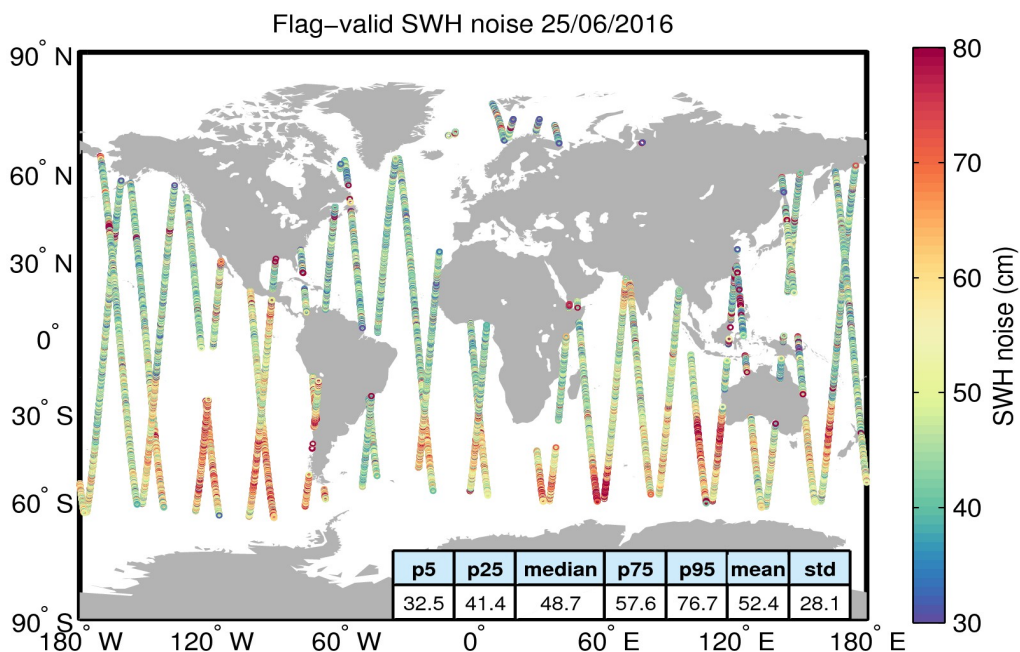 Flag−valid SWH noise 25/06/2016
90° N
60° N
30° N
0°
30° S
60° S
90° S
180° W
120° W
60° W
0°
60° E
120° E
180° E
p5 p25 median p75 p95 mean std
32.5 41.4 48.7 57.6 76.7 52.4 28.1
80
70
60
50
40
30
SWH noise (cm)